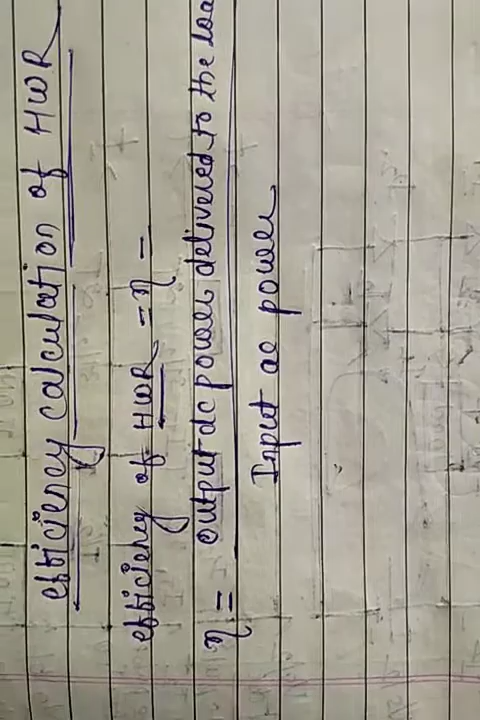 efficiency calculation of HWR
efficiency of HWR = η =
η = output dc power delivered to the loa
Input ac power